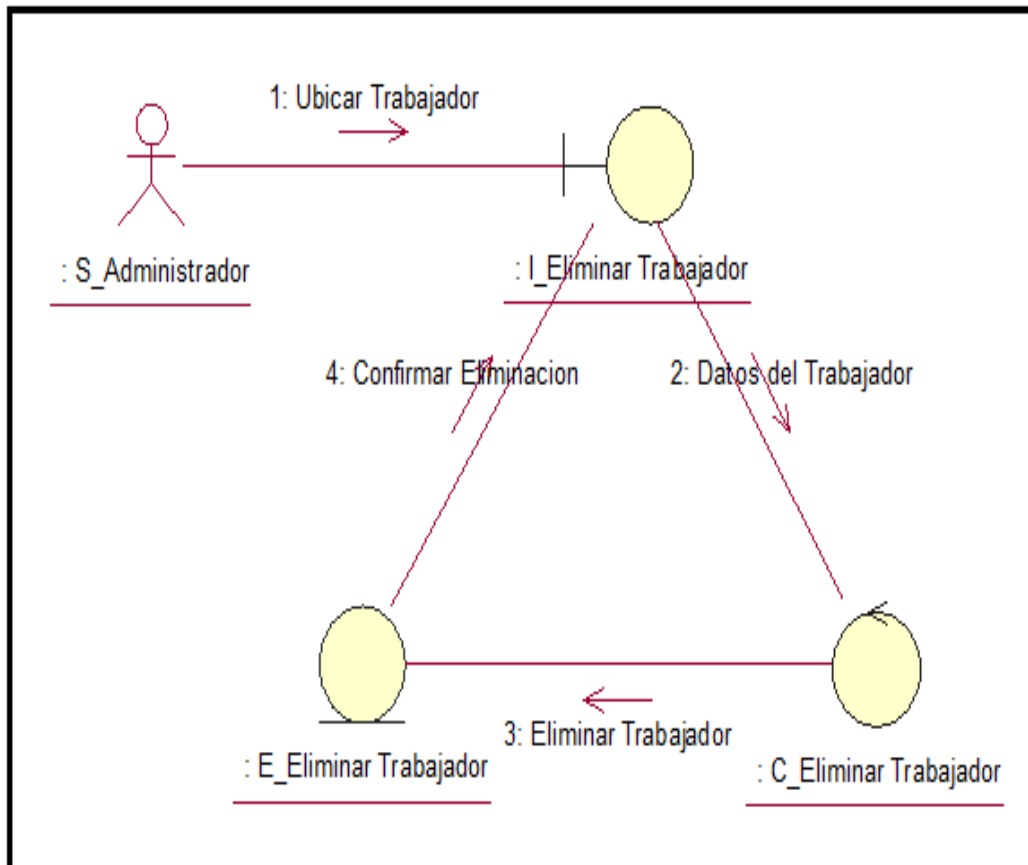 1: Ubicar Trabajador
: S_Administrador
: I_Eliminar Trabajador
4: Confirmar Eliminacion
2: Datos del Trabajador
3: Eliminar Trabajador
: E_Eliminar Trabajador
: C_Eliminar Trabajador